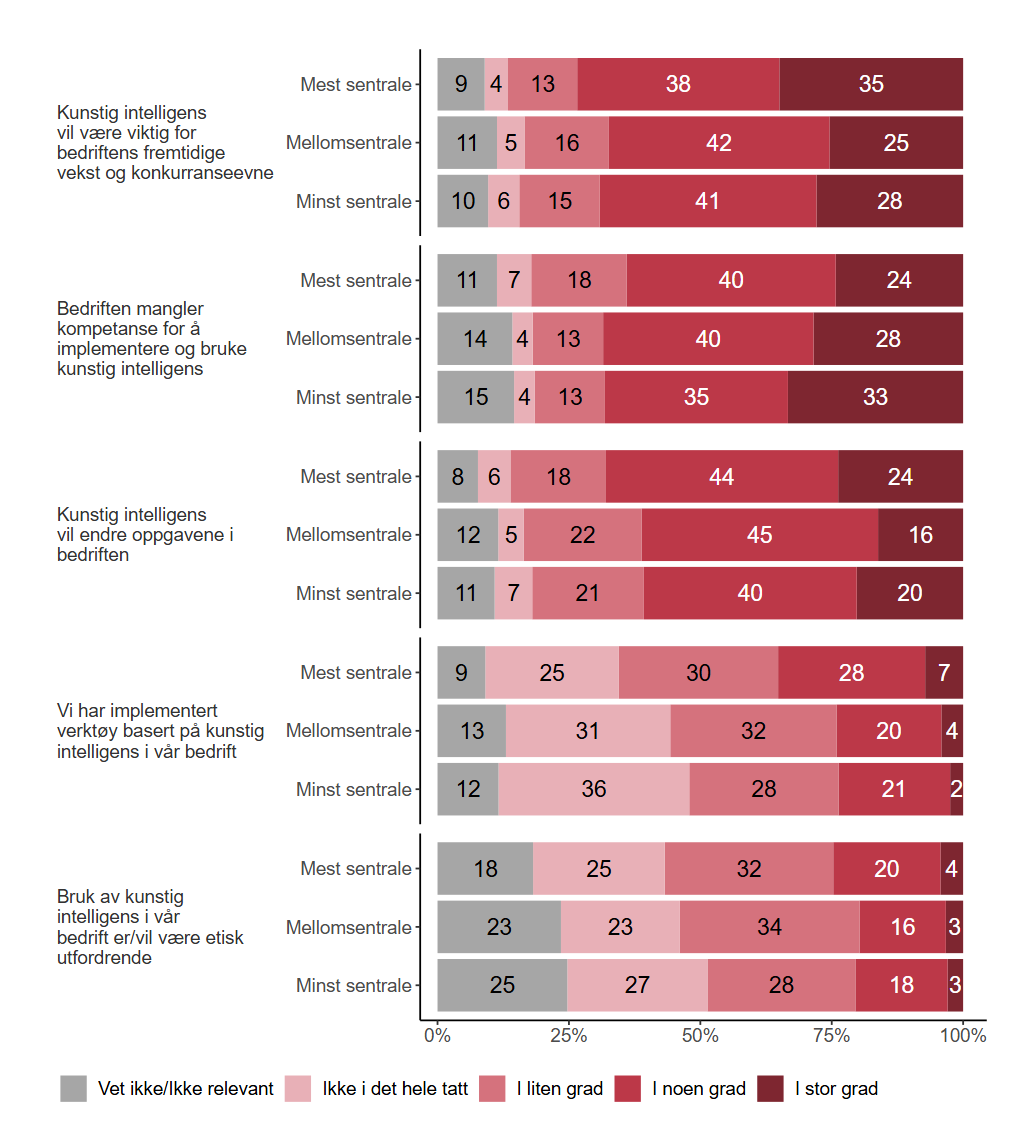 Kunstig intelligens
vil være viktig for
bedriftens fremtidige
vekst og konkurranseevne
Mest sentrale 9 4 13 38 35
Mellomsentrale 11 5 16 42 25
Minst sentrale 10 6 15 41 28
Bedriften mangler
kompetanse for å
implementere og bruke
kunstig intelligens
Mest sentrale 11 7 18 40 24
Mellomsentrale 14 4 13 40 28
Minst sentrale 15 4 13 35 33
Kunstig intelligens
vil endre oppgavene i
bedriften
Mest sentrale 8 6 18 44 24
Mellomsentrale 12 5 22 45 16
Minst sentrale 11 7 21 40 20
Vi har implementert
verktøy basert på kunstig
intelligens i vår bedrift
Mest sentrale 9 25 30 28 7
Mellomsentrale 13 31 32 20 4
Minst sentrale 12 36 28 21 2
Bruk av kunstig
intelligens i vår
bedrift er/vil være etisk
utfordrende
Mest sentrale 18 25 32 20 4
Mellomsentrale 23 23 34 16 3
Minst sentrale 25 27 28 18 3
0% 25% 50% 75% 100%
Vet ikke/Ikke relevant Ikke i det hele tatt I liten grad I noen grad I stor grad